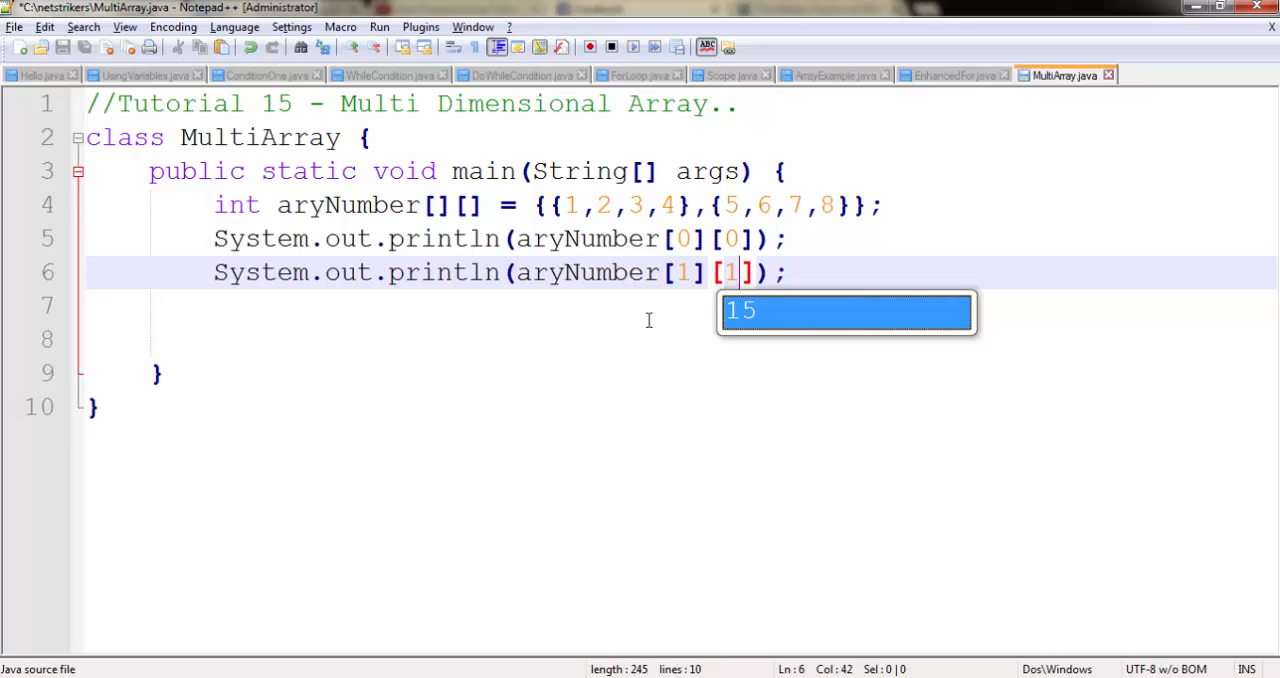 *C:\netstrikers\MultiArray.java - Notepad++ [Administrator]
File Edit Search View Encoding Language Settings Macro Run Plugins Window ? X
Hello.java UsingVariables.java ConditionOne.java WhileCondition.java DoWhileCondition.java ForLoop.java Scope.java ArrayExample.java EnhancedFor.java MultiArray.java
1 //Tutorial 15 - Multi Dimensional Array..
2 class MultiArray {
3 public static void main(String[] args) {
4 int aryNumber[][] = {{1,2,3,4},{5,6,7,8}};
5 System.out.println(aryNumber[0][0]);
6 System.out.println(aryNumber[1][1]);
7 15
8
9 }
10 }
Java source file length : 245 lines : 10 Ln : 6 Col : 42 Sel : 0 | 0 Dos\Windows UTF-8 w/o BOM INS